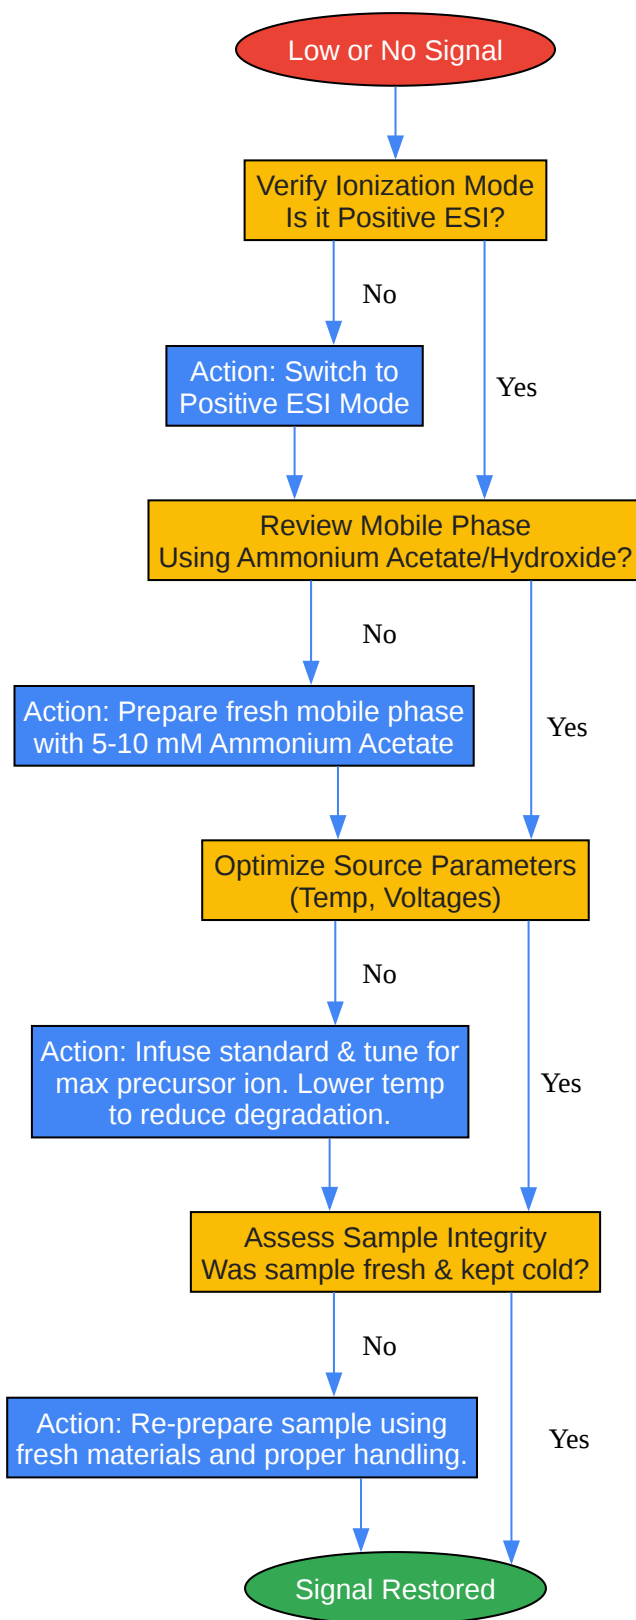 Low or No Signal
Verify Ionization Mode
Is it Positive ESI?
No
Action: Switch to
Positive ESI Mode
Yes
Review Mobile Phase
Using Ammonium Acetate/Hydroxide?
No
Action: Prepare fresh mobile phase
with 5-10 mM Ammonium Acetate
Yes
Optimize Source Parameters
(Temp, Voltages)
No
Action: Infuse standard & tune for
max precursor ion. Lower temp
to reduce degradation.
Yes
Assess Sample Integrity
Was sample fresh & kept cold?
No
Action: Re-prepare sample using
fresh materials and proper handling.
Yes
Signal Restored